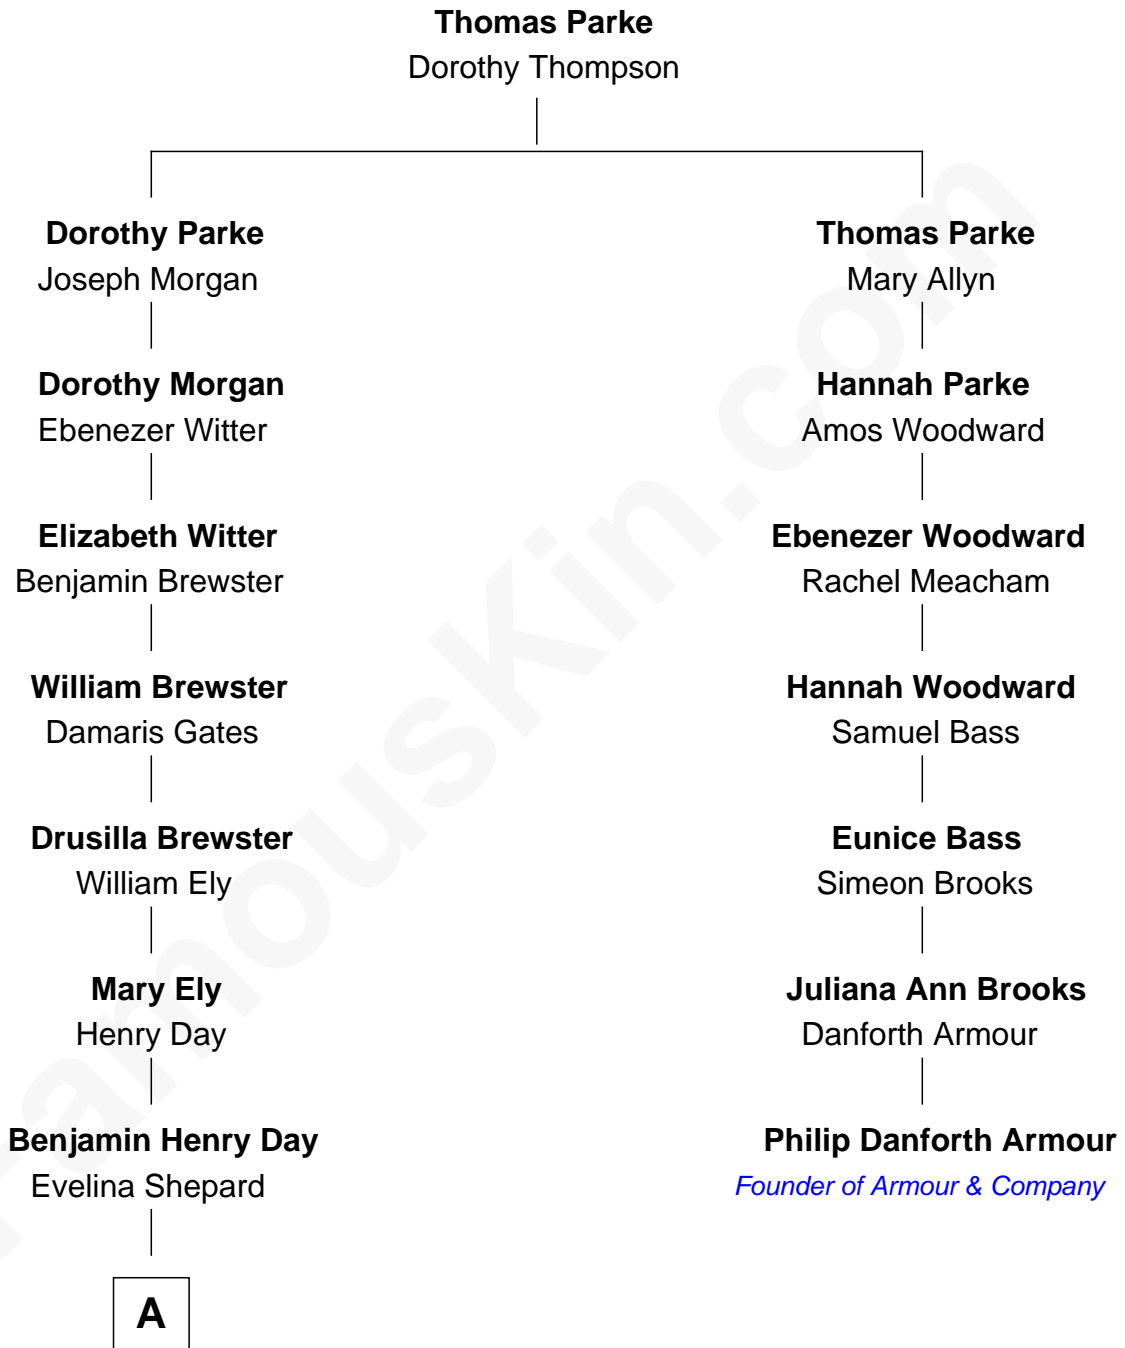 Thomas Parke
Dorothy Thompson
Dorothy Parke
Joseph Morgan
Thomas Parke
Mary Allyn
Dorothy Morgan
Ebenezer Witter
Hannah Parke
Amos Woodward
Elizabeth Witter
Benjamin Brewster
Ebenezer Woodward
Rachel Meacham
William Brewster
Damaris Gates
Hannah Woodward
Samuel Bass
Drusilla Brewster
William Ely
Eunice Bass
Simeon Brooks
Mary Ely
Henry Day
Juliana Ann Brooks
Danforth Armour
Benjamin Henry Day
Evelina Shepard
Philip Danforth Armour
Founder of Armour & Company
A
FamousKin.com